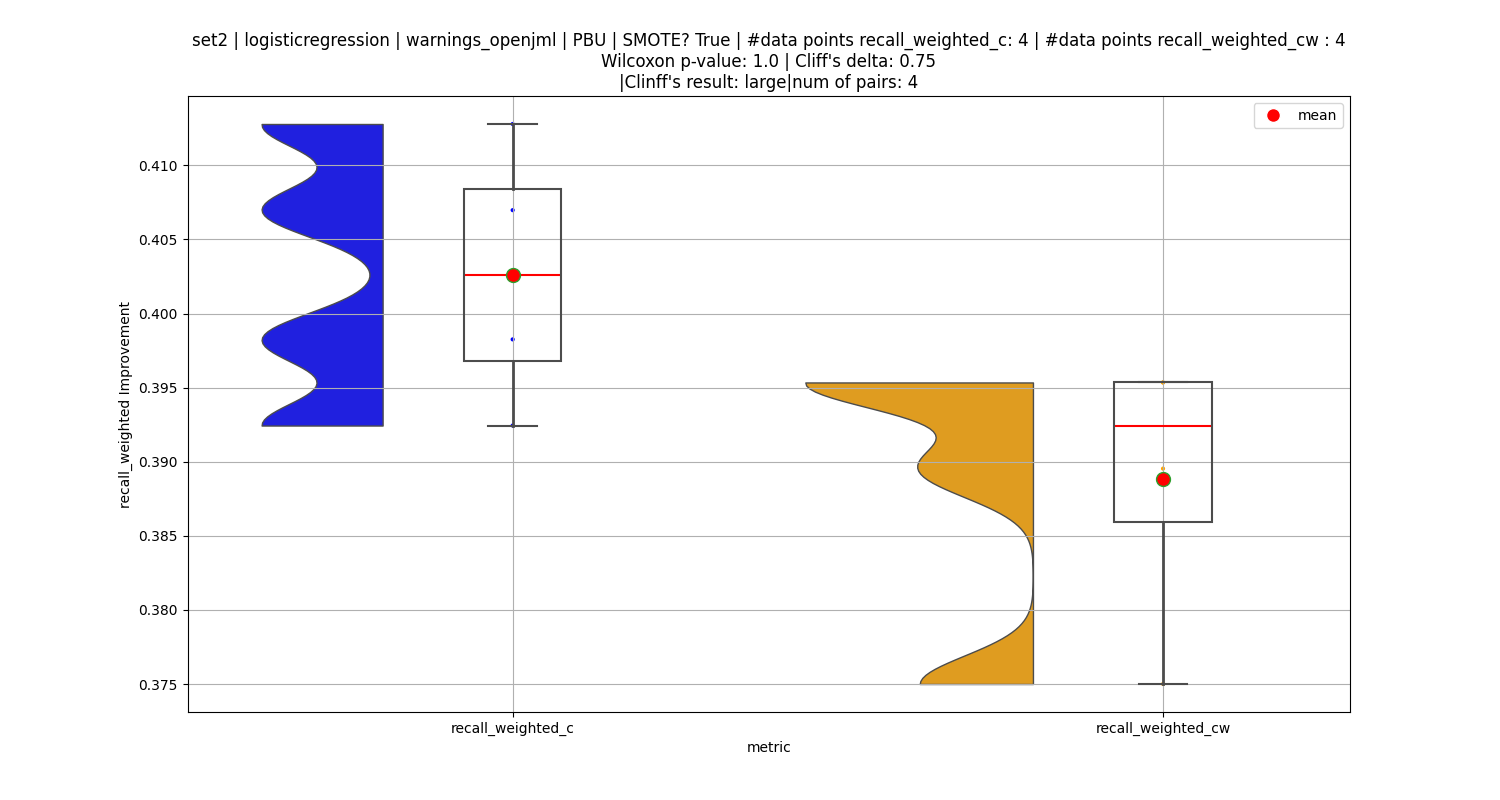 set2 | logisticregression | warnings_openjml | PBU | SMOTE? True | #data points recall_weighted_c: 4 | #data points recall_weighted_cw : 4
Wilcoxon p-value: 1.0 | Cliff's delta: 0.75
|Clinff's result: large|num of pairs: 4
mean
0.410
0.405
0.400
0.395
0.390
0.385
0.380
0.375
recall_weighted Improvement
recall_weighted_c
recall_weighted_cw
metric